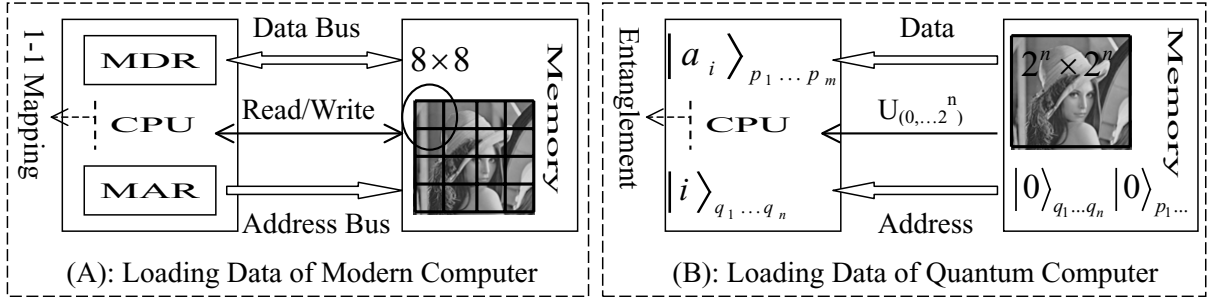 1-1 Mapping
MDR
CPU
MAR
Data Bus
Read/Write
Address Bus
8×8
Memory
(A): Loading Data of Modern Computer
Entanglement
|a_i⟩_{p_1...p_m}
CPU
|i⟩_{q_1...q_n}
Data
U_{(0,...2^n)}
Address
2^n×2^n
Memory
|0⟩_{q_1...q_n} |0⟩_{p_1...}
(B): Loading Data of Quantum Computer